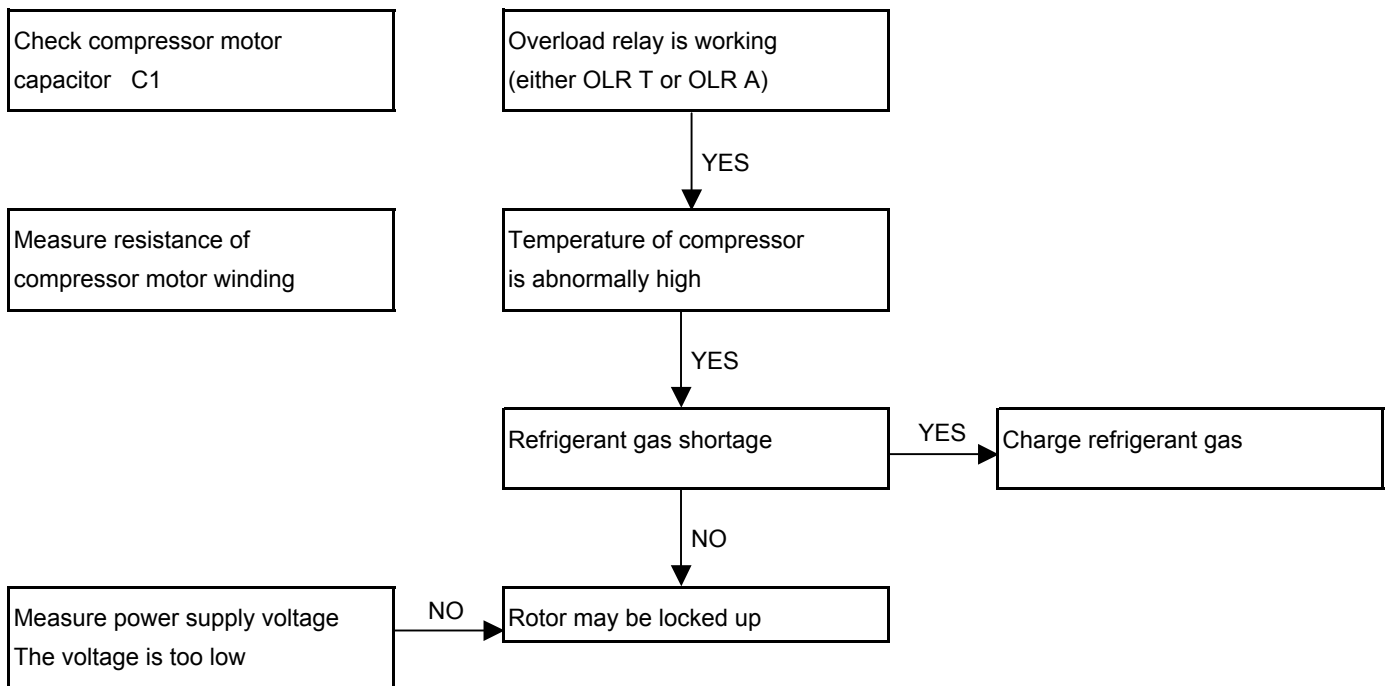 Check compressor motor
capacitor C1
Overload relay is working
(either OLR T or OLR A)
YES
Measure resistance of
compressor motor winding
Temperature of compressor
is abnormally high
YES
Refrigerant gas shortage
YES
Charge refrigerant gas
NO
Measure power supply voltage
The voltage is too low
NO
Rotor may be locked up